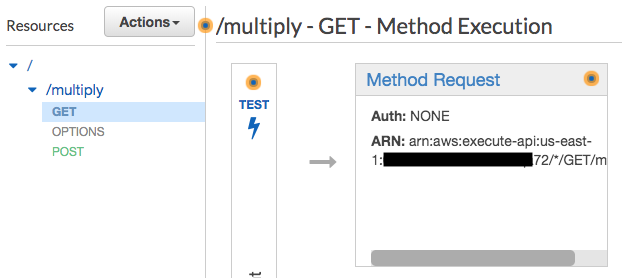 Resources
Actions
/multiply - GET - Method Execution
/
/multiply
GET
OPTIONS
POST
TEST
Method Request
Auth: NONE
ARN: arn:aws:execute-api:us-east-
1: 72/*/GET/m